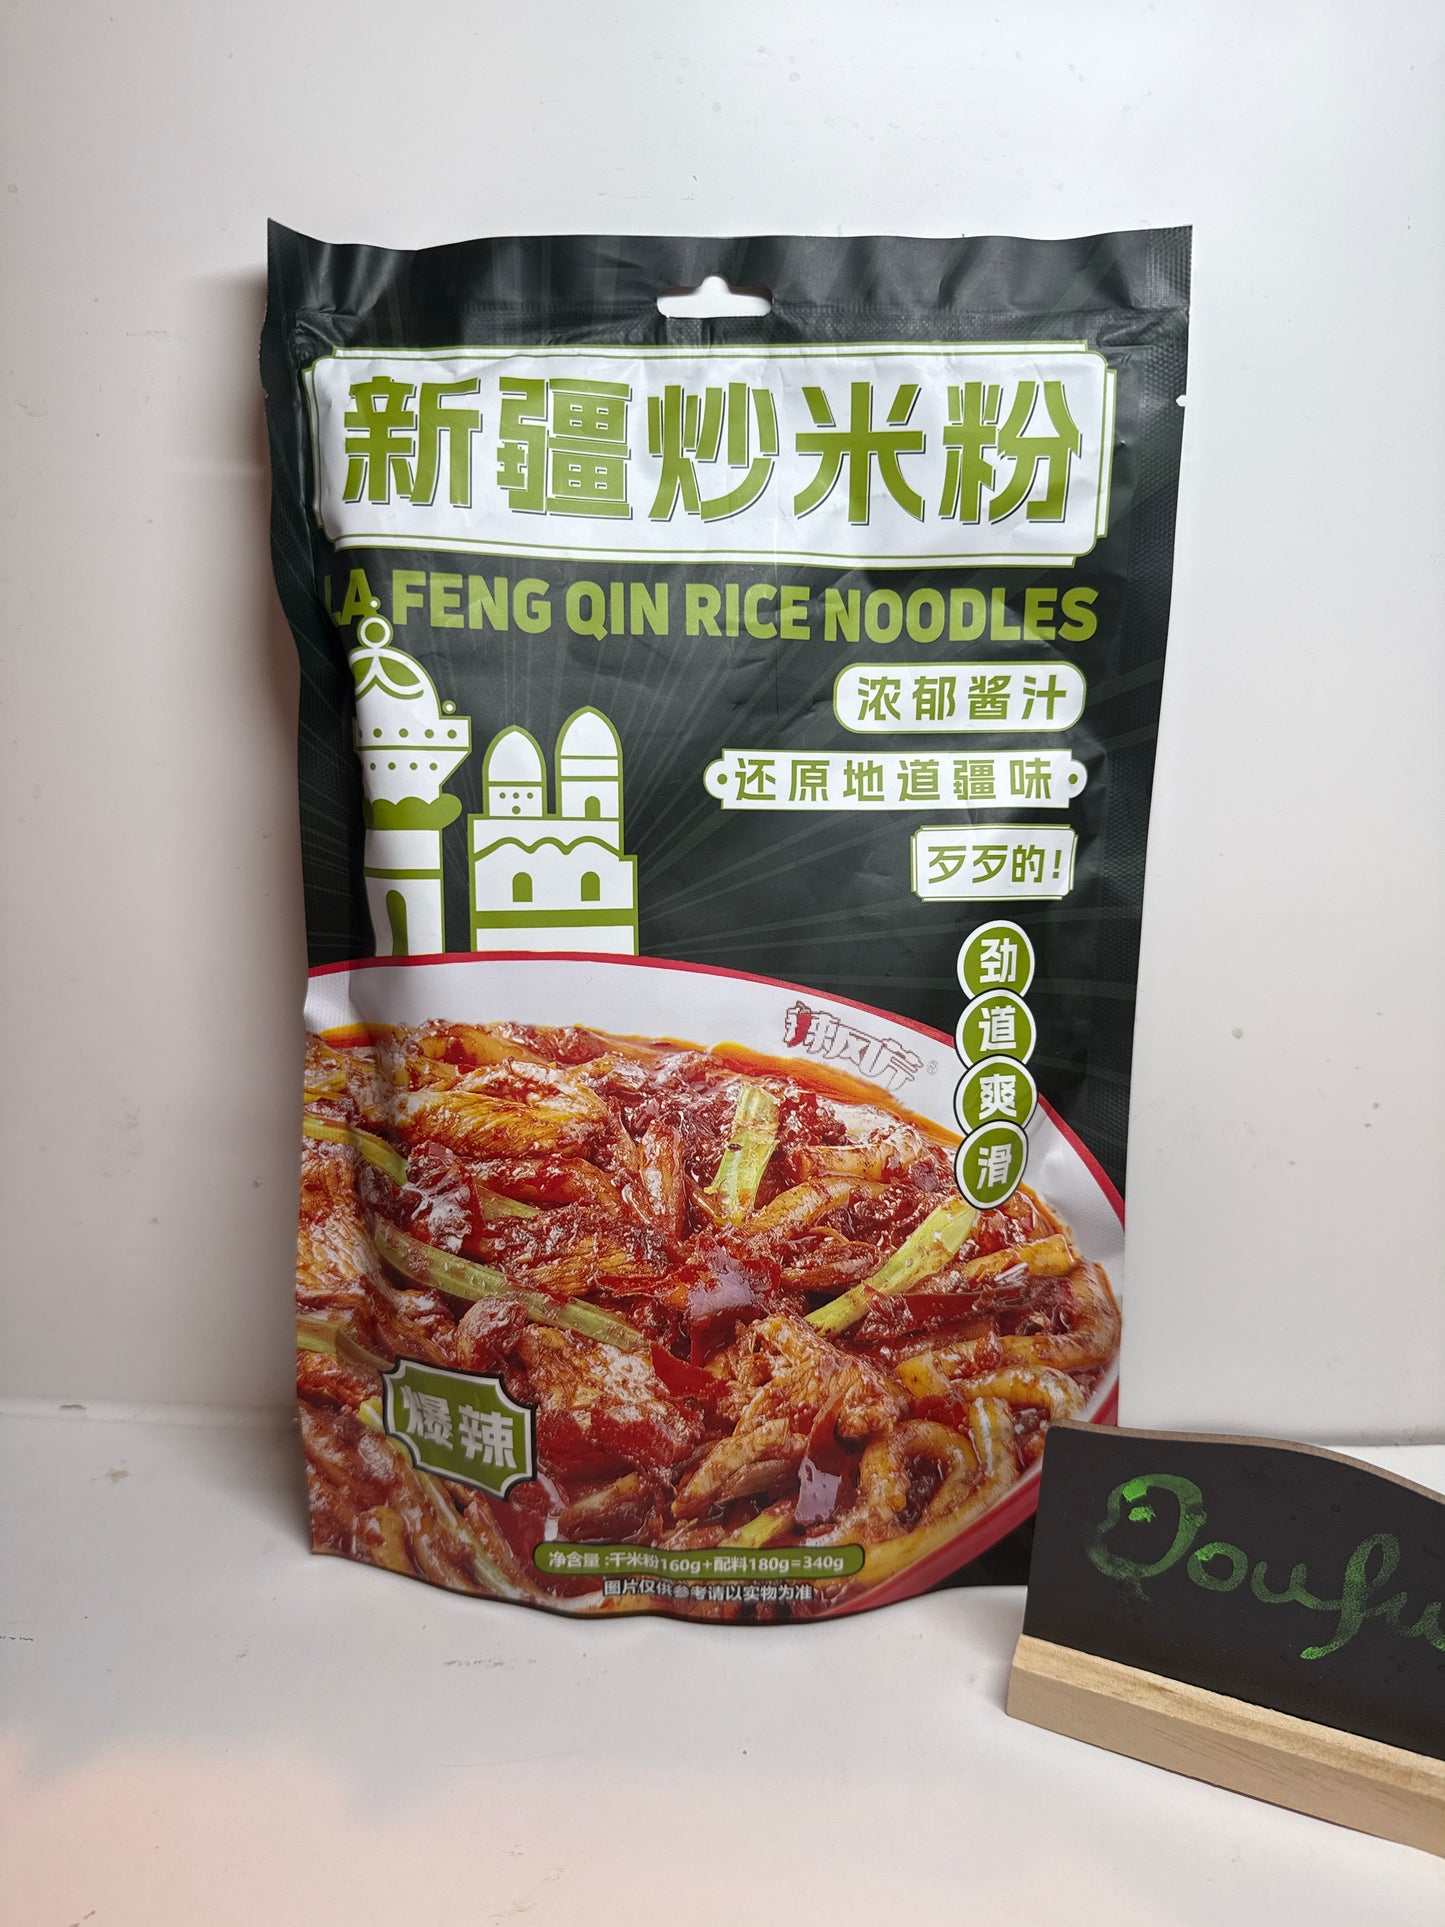 新疆炒米粉
LA FENG QIN RICE NOODLES
浓郁酱汁
还原地道疆味
歹歹的!
劲道爽滑
辣风芹®
爆辣
净含量:干米粉160g+配料180g=340g
图片仅供参考请以实物为准
Doufu